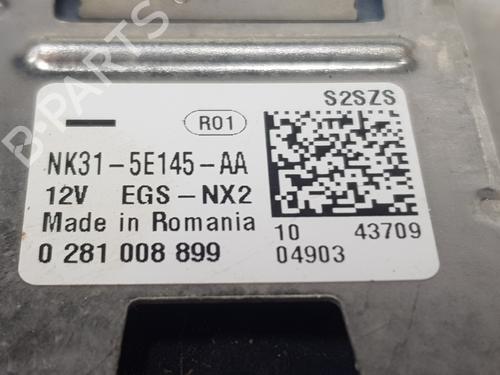 S2SZS
R01
NK31-5E145-AA
12V EGS-NX2
Made in Romania
0 281 008 899
10 43709
04903